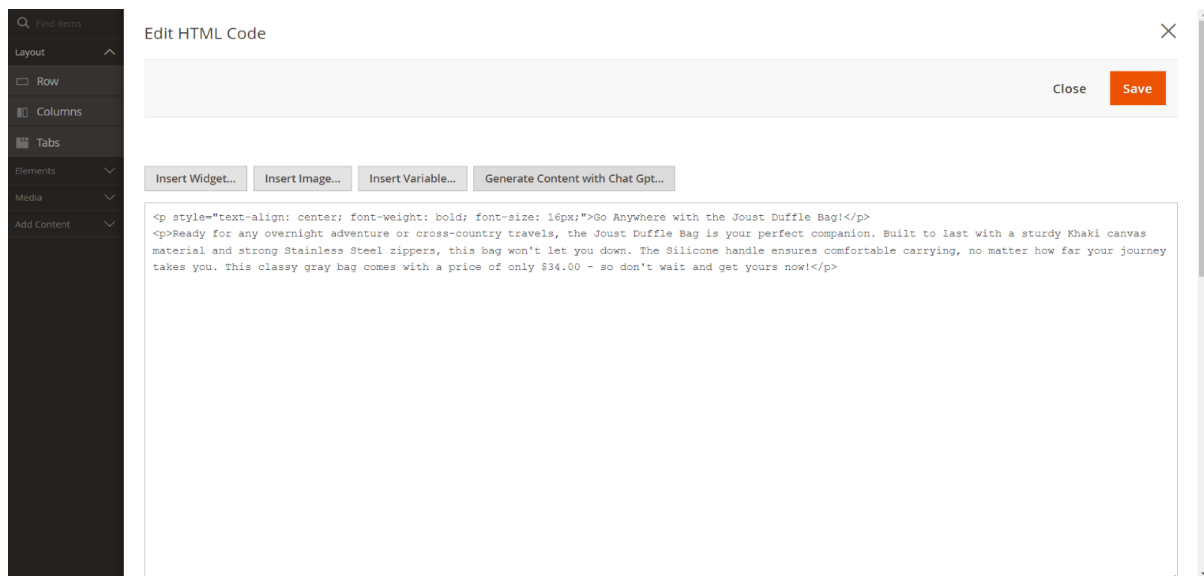 Find items
Layout
Row
Columns
Tabs
Elements
Media
Add Content
Edit HTML Code
Close
Save
Insert Widget...
Insert Image...
Insert Variable...
Generate Content with Chat Gpt...
<p style="text-align: center; font-weight: bold; font-size: 16px;">Go Anywhere with the Joust Duffle Bag!</p>
<p>Ready for any overnight adventure or cross-country travels, the Joust Duffle Bag is your perfect companion. Built to last with a sturdy Khaki canvas
material and strong Stainless Steel zippers, this bag won't let you down. The Silicone handle ensures comfortable carrying, no matter how far your journey
takes you. This classy gray bag comes with a price of only $34.00 - so don't wait and get yours now!</p>